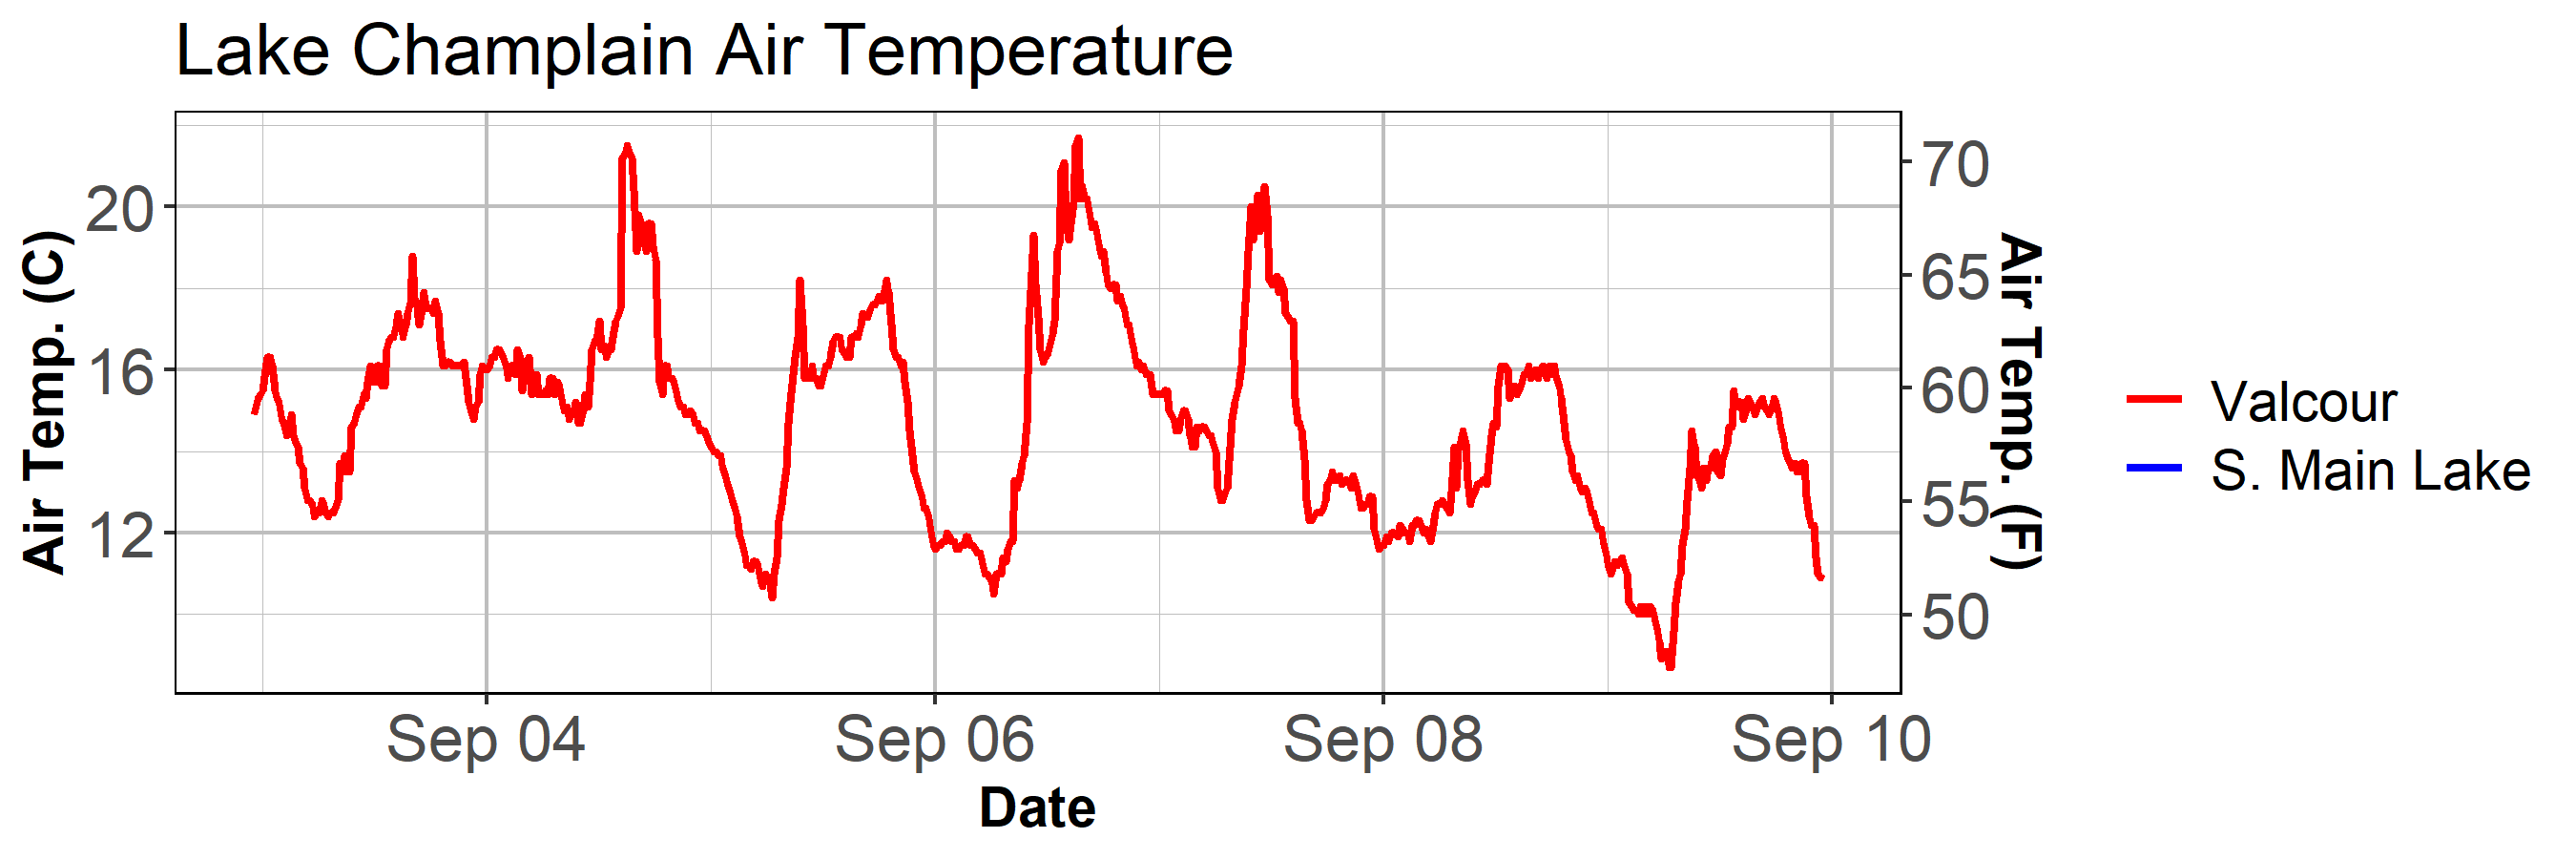 Lake Champlain Air Temperature
Air Temp. (C)
20
16
12
70
65
60
55
50
Air Temp. (F)
Sep 04
Sep 06
Sep 08
Sep 10
Date
Valcour
S. Main Lake